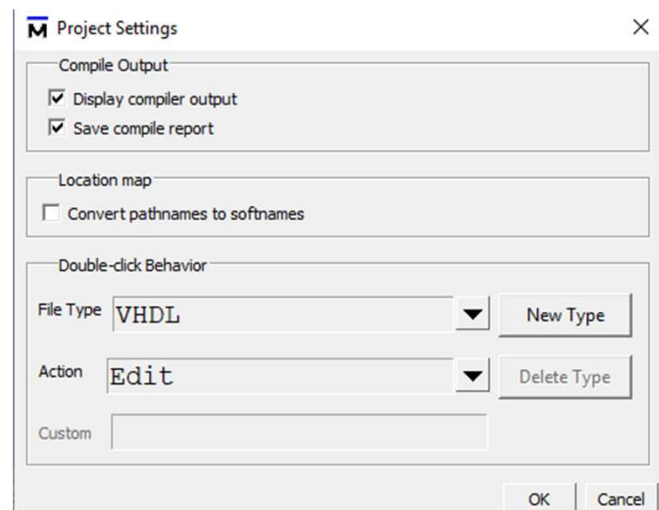 M Project Settings
Compile Output
Display compiler output
Save compile report
Location map
Convert pathnames to softnames
Double-click Behavior
File Type VHDL New Type
Action Edit Delete Type
Custom
OK Cancel